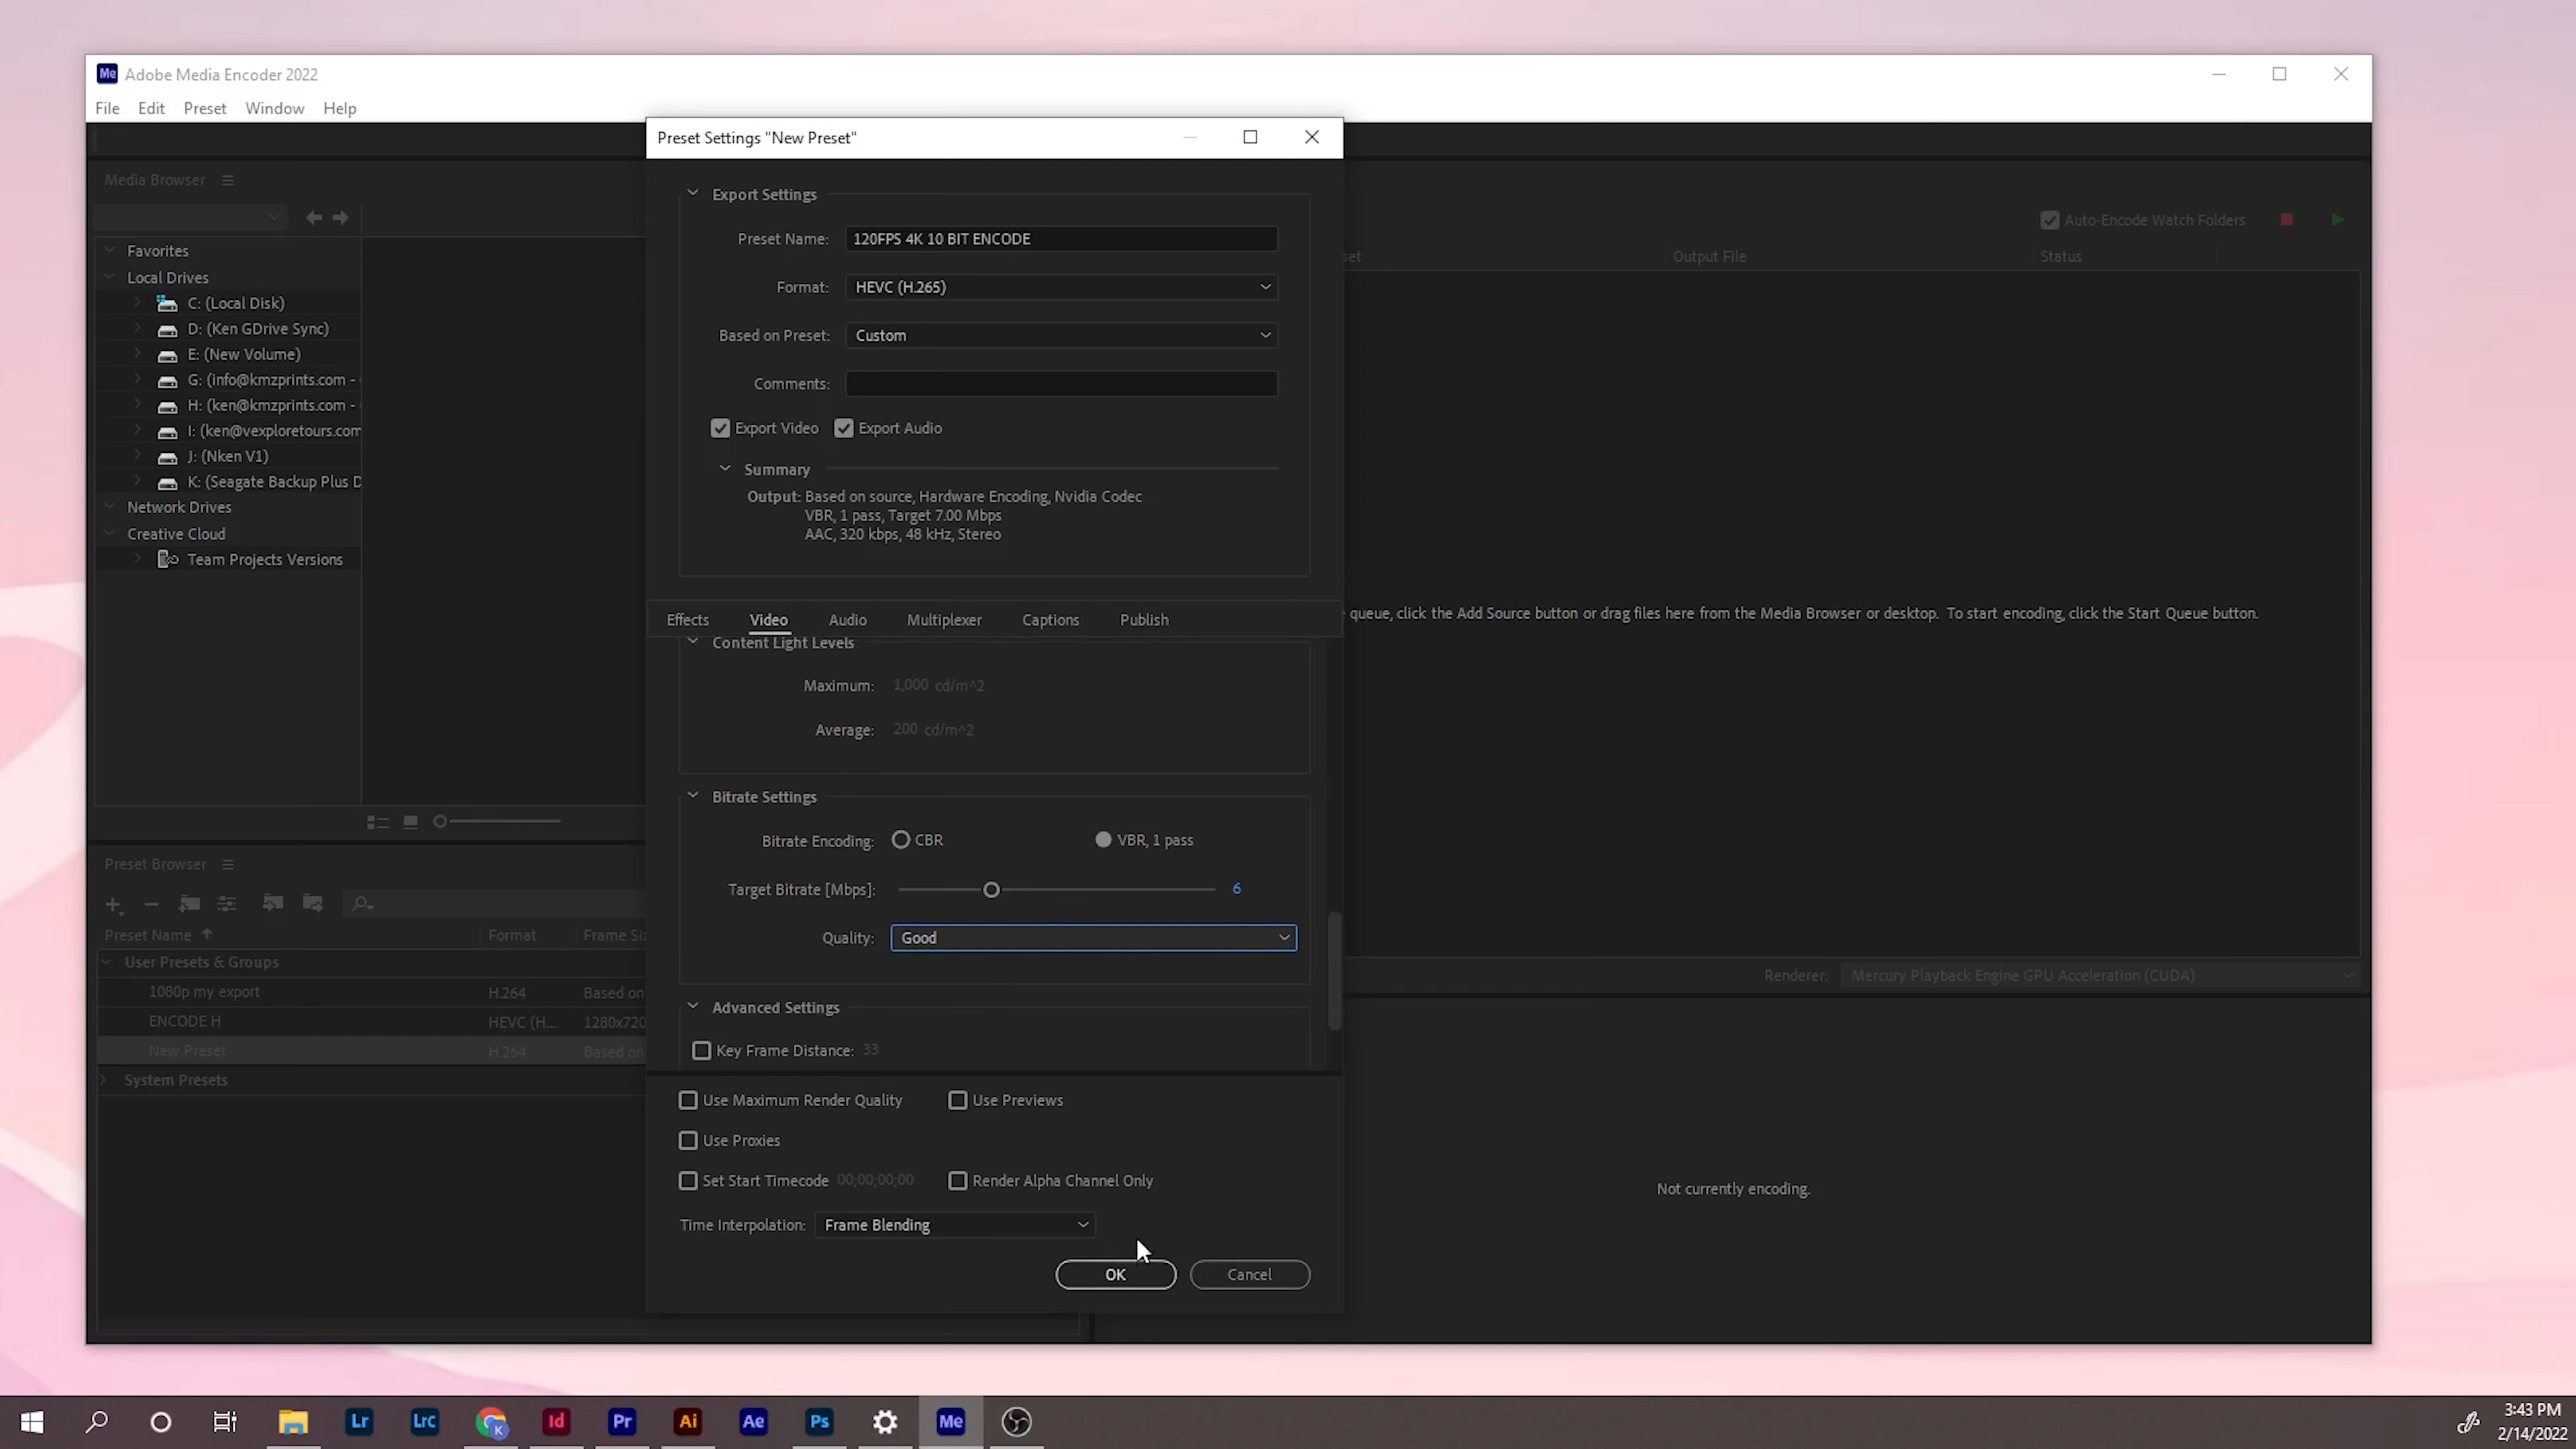 Me Adobe Media Encoder 2022
File Edit Preset Window Help
Preset Settings "New Preset"
Media Browser
Export Settings
Preset Name: 120FPS 4K 10 BIT ENCODE
Auto-Encode Watch Folders
Favorites
Output File Status
Local Drives
Format: HEVC (H.265)
C: (Local Disk)
D: (Ken GDrive Sync)
Based on Preset: Custom
E: (New Volume)
G: (info@kmzprints.com -
Comments:
H: (ken@kmzprints.com -
I: (ken@vexploretours.com
Export Video Export Audio
J: (Nken V1)
Summary
K: (Seagate Backup Plus D
Output: Based on source, Hardware Encoding, Nvidia Codec
Network Drives
VBR, 1 pass, Target 7.00 Mbps
Creative Cloud
AAC, 320 kbps, 48 kHz, Stereo
Team Projects Versions
Effects Video Audio Multiplexer Captions Publish
queue, click the Add Source button or drag files here from the Media Browser or desktop. To start encoding, click the Start Queue button.
Content Light Levels
Maximum: 1,000 cd/m^2
Average: 200 cd/m^2
Bitrate Settings
Bitrate Encoding: CBR VBR, 1 pass
Target Bitrate [Mbps]: 6
Quality: Good
Preset Browser
Preset Name Format Frame Siz
User Presets & Groups
1080p my export H.264 Based on
ENCODE H HEVC (H... 1280x720
New Preset H.264 Based on
System Presets
Renderer: Mercury Playback Engine GPU Acceleration (CUDA)
Advanced Settings
Key Frame Distance: 33
Use Maximum Render Quality Use Previews
Use Proxies
Set Start Timecode 00;00;00;00 Render Alpha Channel Only
Not currently encoding.
Time Interpolation: Frame Blending
OK Cancel
Lr LrC K Id Pr Ai Ae Ps Me
3:43 PM
2/14/2022